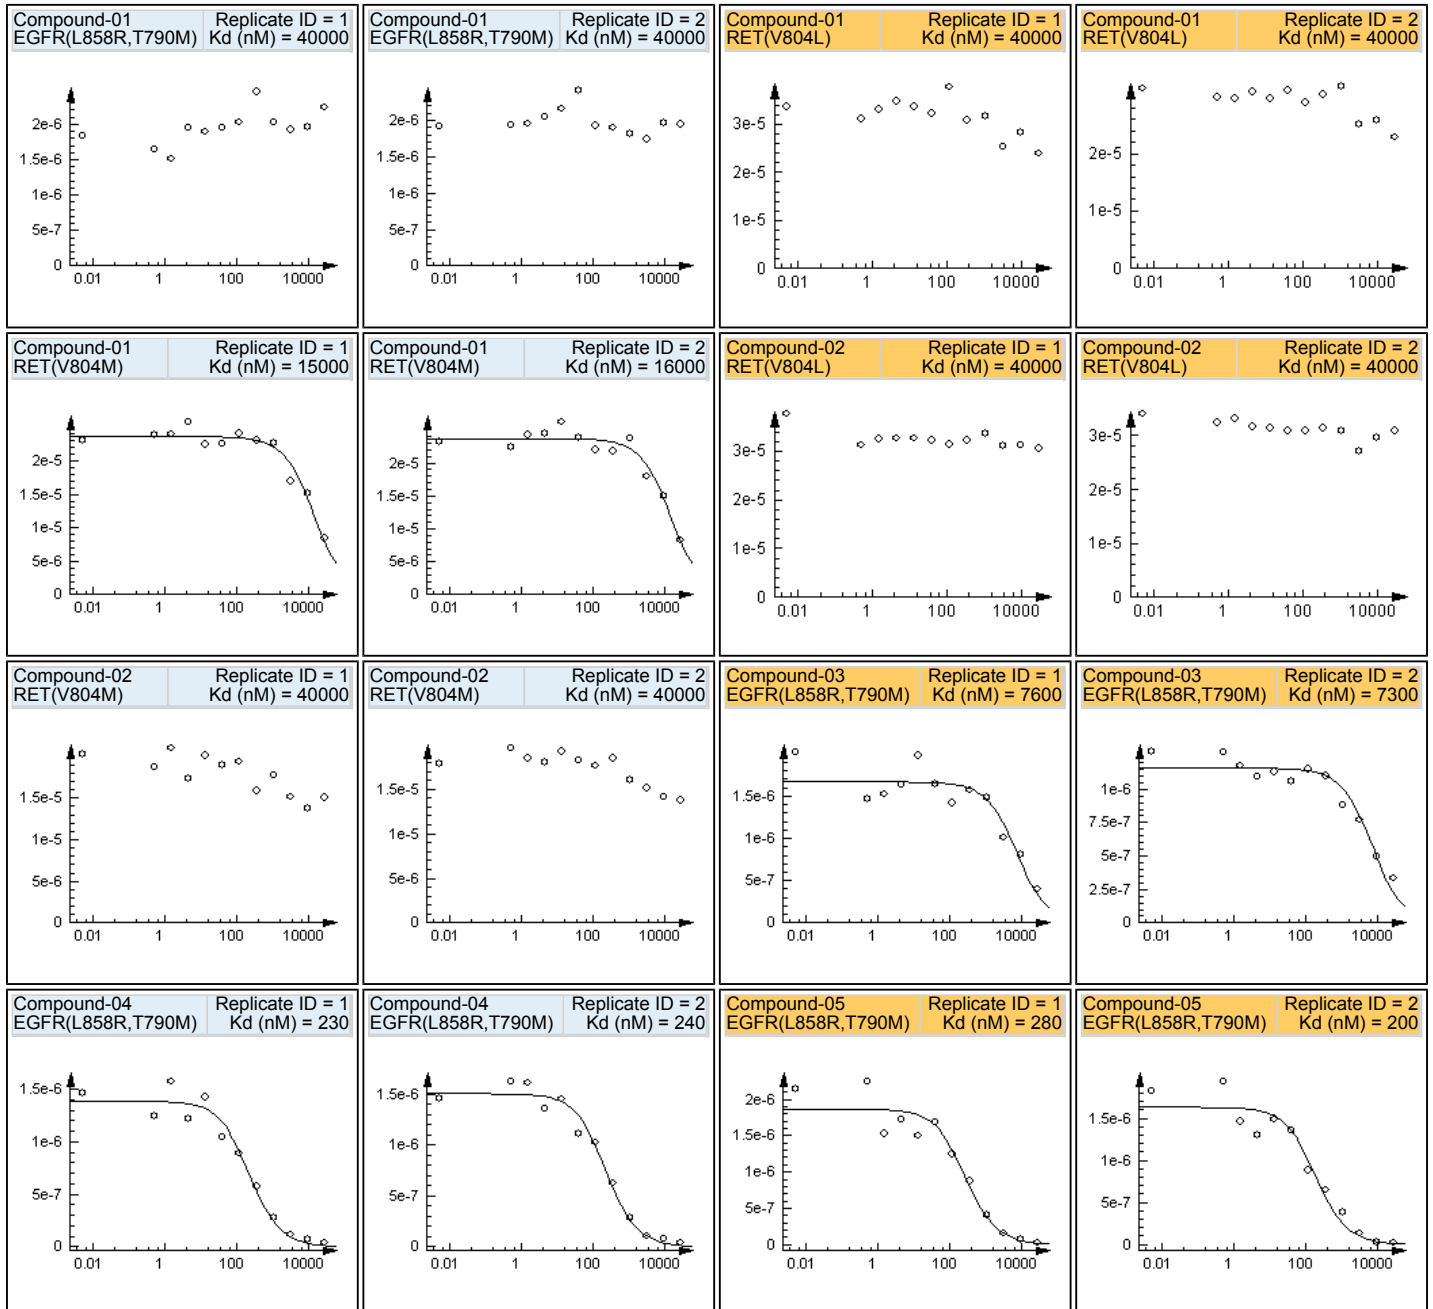 Compound-01 Replicate ID = 1
EGFR(L858R,T790M) Kd (nM) = 40000
2e-6
1.5e-6
1e-6
5e-7
0
0.01 1 100 10000
Compound-01 Replicate ID = 2
EGFR(L858R,T790M) Kd (nM) = 40000
2e-6
1.5e-6
1e-6
5e-7
0
0.01 1 100 10000
Compound-01 Replicate ID = 1
RET(V804L) Kd (nM) = 40000
3e-5
2e-5
1e-5
0
0.01 1 100 10000
Compound-01 Replicate ID = 2
RET(V804L) Kd (nM) = 40000
2e-5
1e-5
0
0.01 1 100 10000
Compound-01 Replicate ID = 1
RET(V804M) Kd (nM) = 15000
2e-5
1.5e-5
1e-5
5e-6
0
0.01 1 100 10000
Compound-01 Replicate ID = 2
RET(V804M) Kd (nM) = 16000
2e-5
1.5e-5
1e-5
5e-6
0
0.01 1 100 10000
Compound-02 Replicate ID = 1
RET(V804L) Kd (nM) = 40000
3e-5
2e-5
1e-5
0
0.01 1 100 10000
Compound-02 Replicate ID = 2
RET(V804L) Kd (nM) = 40000
3e-5
2e-5
1e-5
0
0.01 1 100 10000
Compound-02 Replicate ID = 1
RET(V804M) Kd (nM) = 40000
1.5e-5
1e-5
5e-6
0
0.01 1 100 10000
Compound-02 Replicate ID = 2
RET(V804M) Kd (nM) = 40000
1.5e-5
1e-5
5e-6
0
0.01 1 100 10000
Compound-03 Replicate ID = 1
EGFR(L858R,T790M) Kd (nM) = 7600
1.5e-6
1e-6
5e-7
0
0.01 1 100 10000
Compound-03 Replicate ID = 2
EGFR(L858R,T790M) Kd (nM) = 7300
1e-6
7.5e-7
5e-7
2.5e-7
0
0.01 1 100 10000
Compound-04 Replicate ID = 1
EGFR(L858R,T790M) Kd (nM) = 230
1.5e-6
1e-6
5e-7
0
0.01 1 100 10000
Compound-04 Replicate ID = 2
EGFR(L858R,T790M) Kd (nM) = 240
1.5e-6
1e-6
5e-7
0
0.01 1 100 10000
Compound-05 Replicate ID = 1
EGFR(L858R,T790M) Kd (nM) = 280
2e-6
1.5e-6
1e-6
5e-7
0
0.01 1 100 10000
Compound-05 Replicate ID = 2
EGFR(L858R,T790M) Kd (nM) = 200
1.5e-6
1e-6
5e-7
0
0.01 1 100 10000